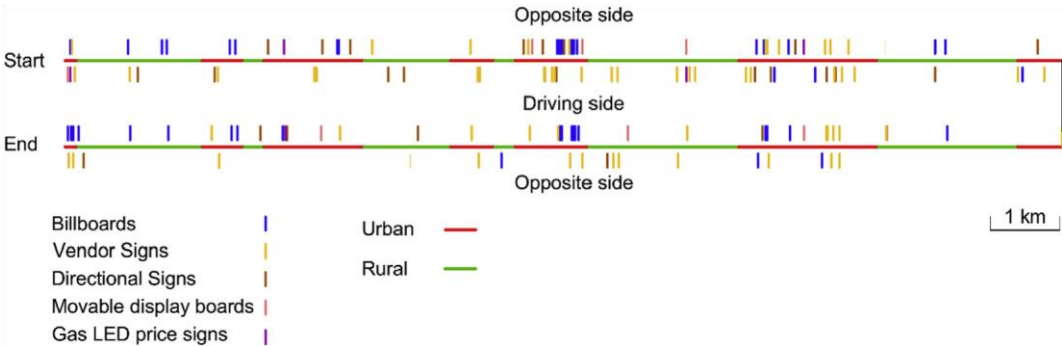 Opposite side
Start
Driving side
End
Opposite side
Billboards
Vendor Signs
Directional Signs
Movable display boards
Gas LED price signs
Urban
Rural
1 km